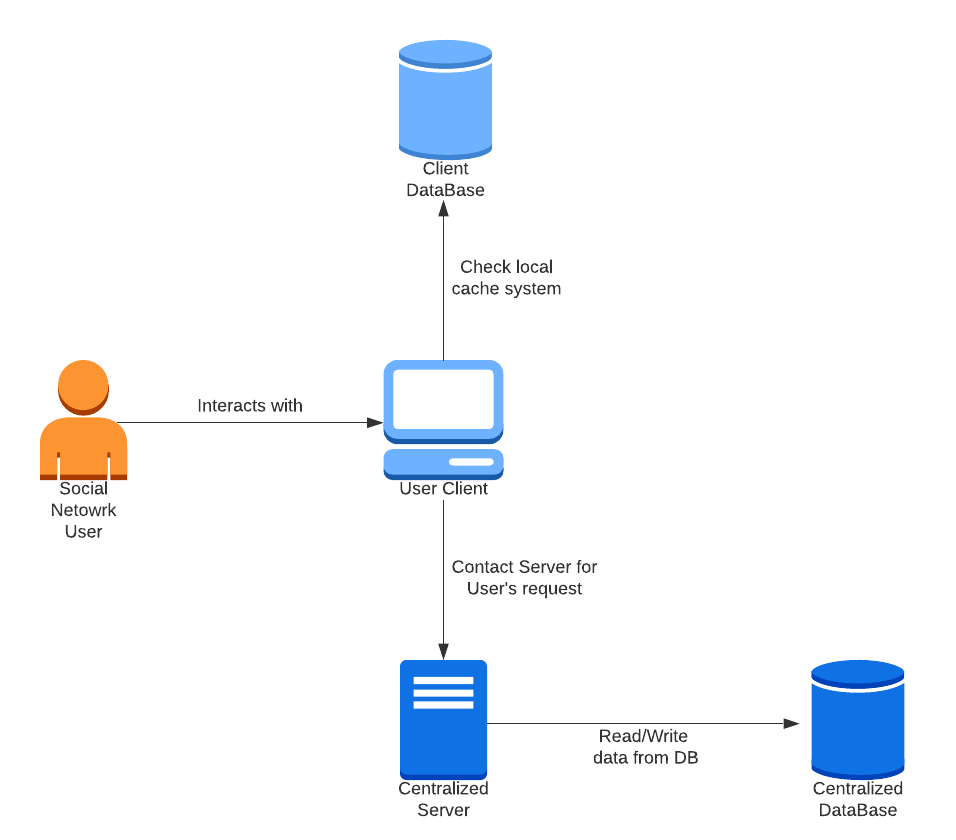 Client
DataBase
Check local
cache system
Interacts with
Social
Netowrk
User
User Client
Contact Server for
User's request
Read/Write
data from DB
Centralized
Server
Centralized
DataBase